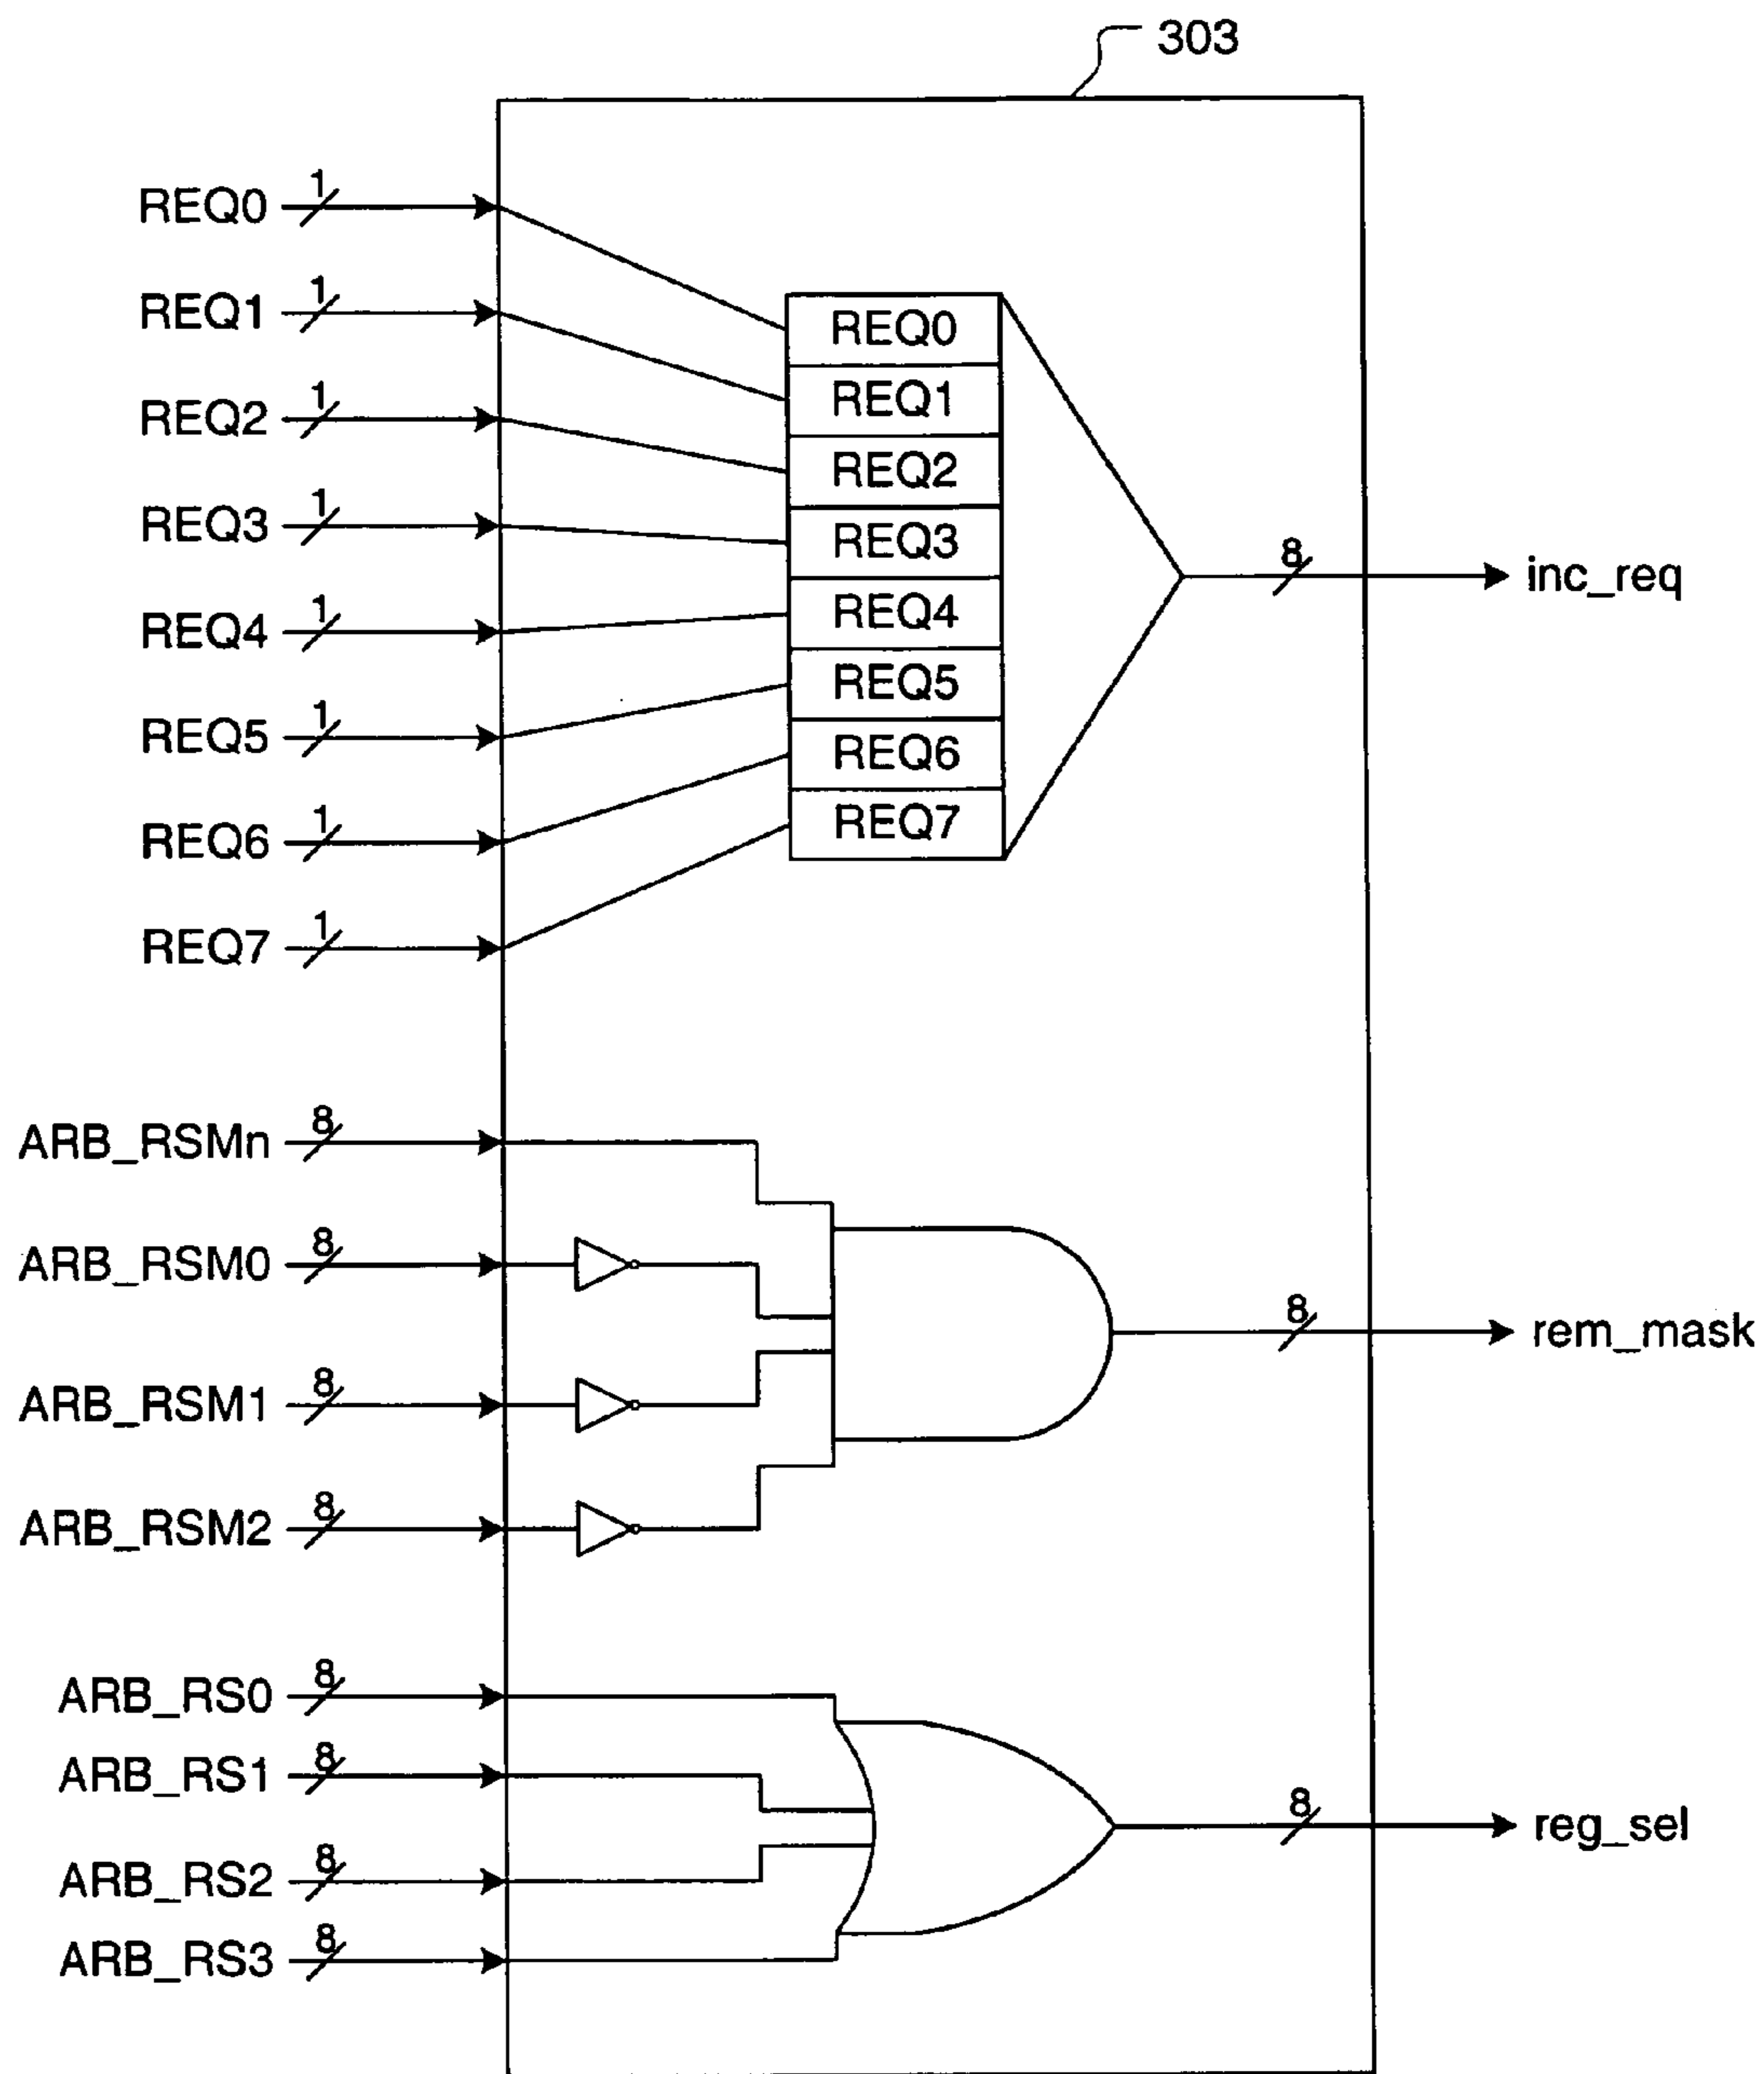 303
REQ0 1
REQ1 1
REQ2 1
REQ3 1
REQ4 1
REQ5 1
REQ6 1
REQ7 1
REQ0
REQ1
REQ2
REQ3
REQ4
REQ5
REQ6
REQ7
8 inc_req
ARB_RSMn 8
ARB_RSM0 8
ARB_RSM1 8
ARB_RSM2 8
8 rem_mask
ARB_RS0 8
ARB_RS1 8
ARB_RS2 8
ARB_RS3 8
8 reg_sel